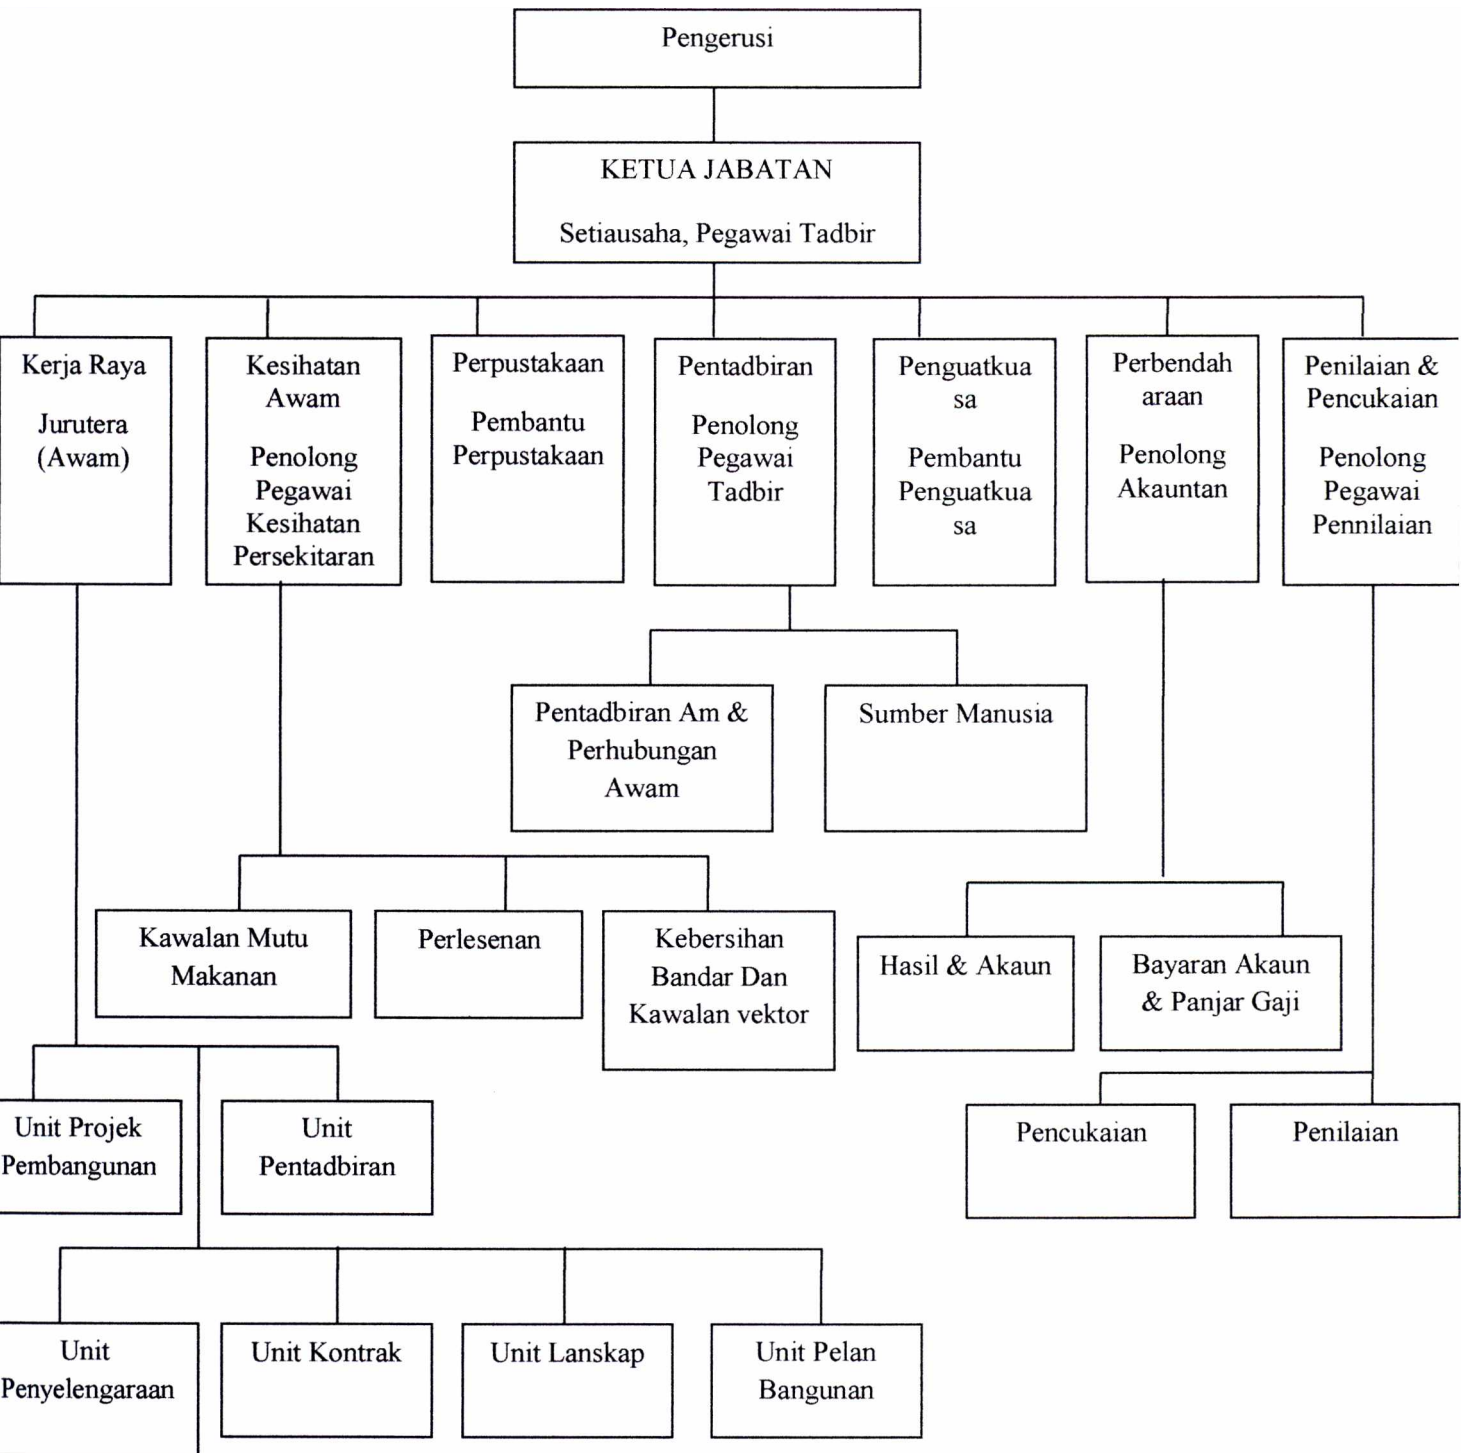 Pengerusi
KETUA JABATAN
Setiausaha, Pegawai Tadbir
Kerja Raya
Jurutera
(Awam)
Kesihatan
Awam
Penolong
Pegawai
Kesihatan
Persekitaran
Perpustakaan
Pembantu
Perpustakaan
Pentadbiran
Penolong
Pegawai
Tadbir
Penguatkua
sa
Pembantu
Penguatkua
sa
Perbendah
araan
Penolong
Akauntan
Penilaian &
Pencukaian
Penolong
Pegawai
Pennilaian
Pentadbiran Am &
Perhubungan
Awam
Sumber Manusia
Kawalan Mutu
Makanan
Perlesenan
Kebersihan
Bandar Dan
Kawalan vektor
Hasil & Akaun
Bayaran Akaun
& Panjar Gaji
Unit Projek
Pembangunan
Unit
Pentadbiran
Pencukaian
Penilaian
Unit
Penyelengaraan
Unit Kontrak
Unit Lanskap
Unit Pelan
Bangunan